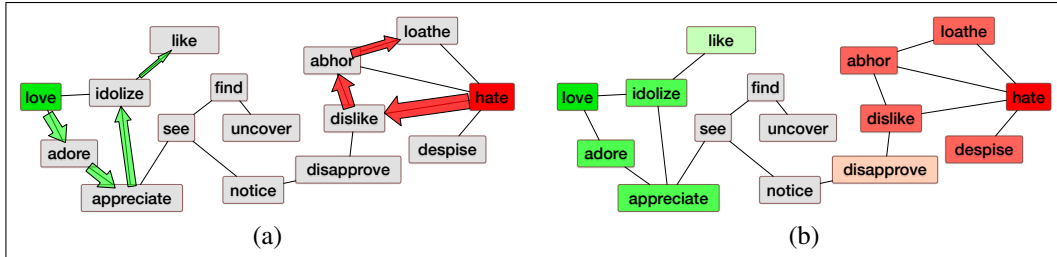 like
loathe
abhor
love
idolize
find
hate
see
uncover
dislike
adore
despise
disapprove
appreciate
notice
(a)
like
loathe
abhor
love
idolize
find
hate
see
uncover
dislike
adore
despise
disapprove
appreciate
notice
(b)